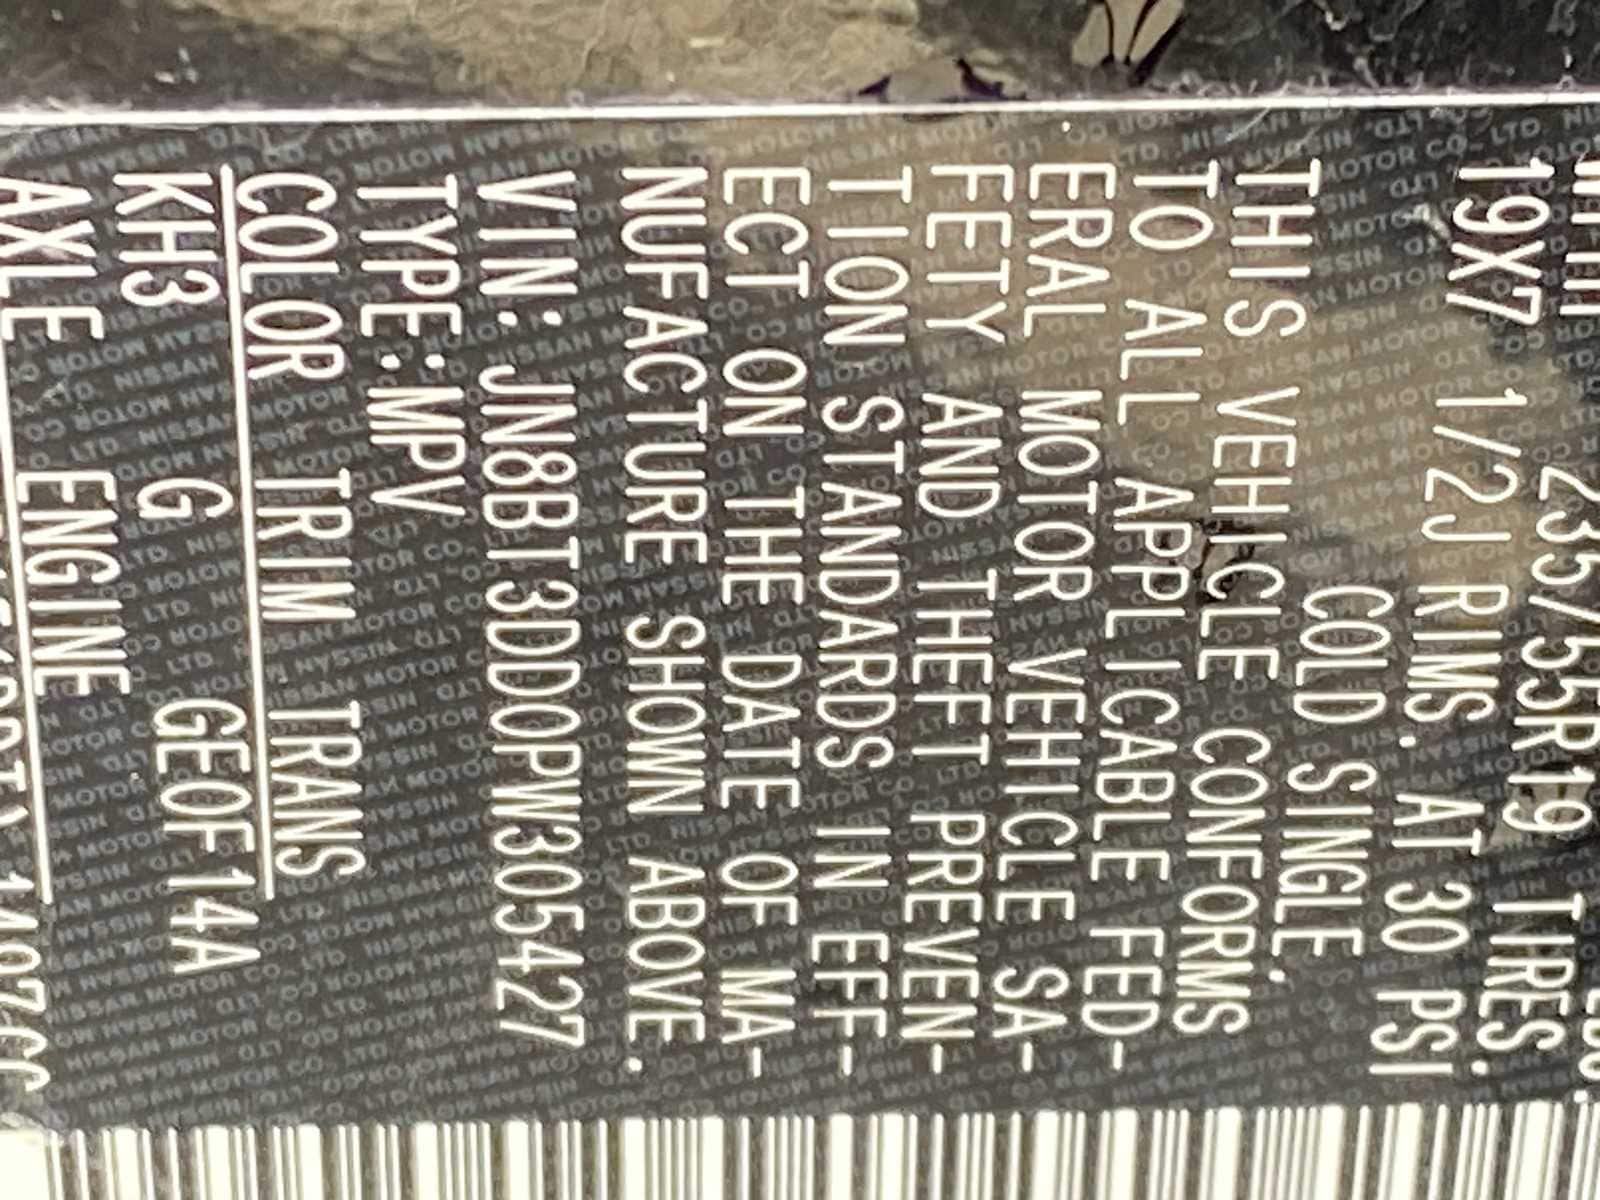 235/55R19 TIRES.
19X7 1/2J RIMS. AT 30 PSI
COLD SINGLE.
THIS VEHICLE CONFORMS
TO ALL APPLICABLE FED-
ERAL MOTOR VEHICLE SA-
FETY AND THEFT PREVEN-
TION STANDARDS IN EFF-
ECT ON THE DATE OF MA-
NUFACTURE SHOWN ABOVE.
VIN: JN8BT3DD0PW305427
TYPE:MPV
COLOR TRIM TRANS
KH3 G GE0F14A
AXLE ENGINE